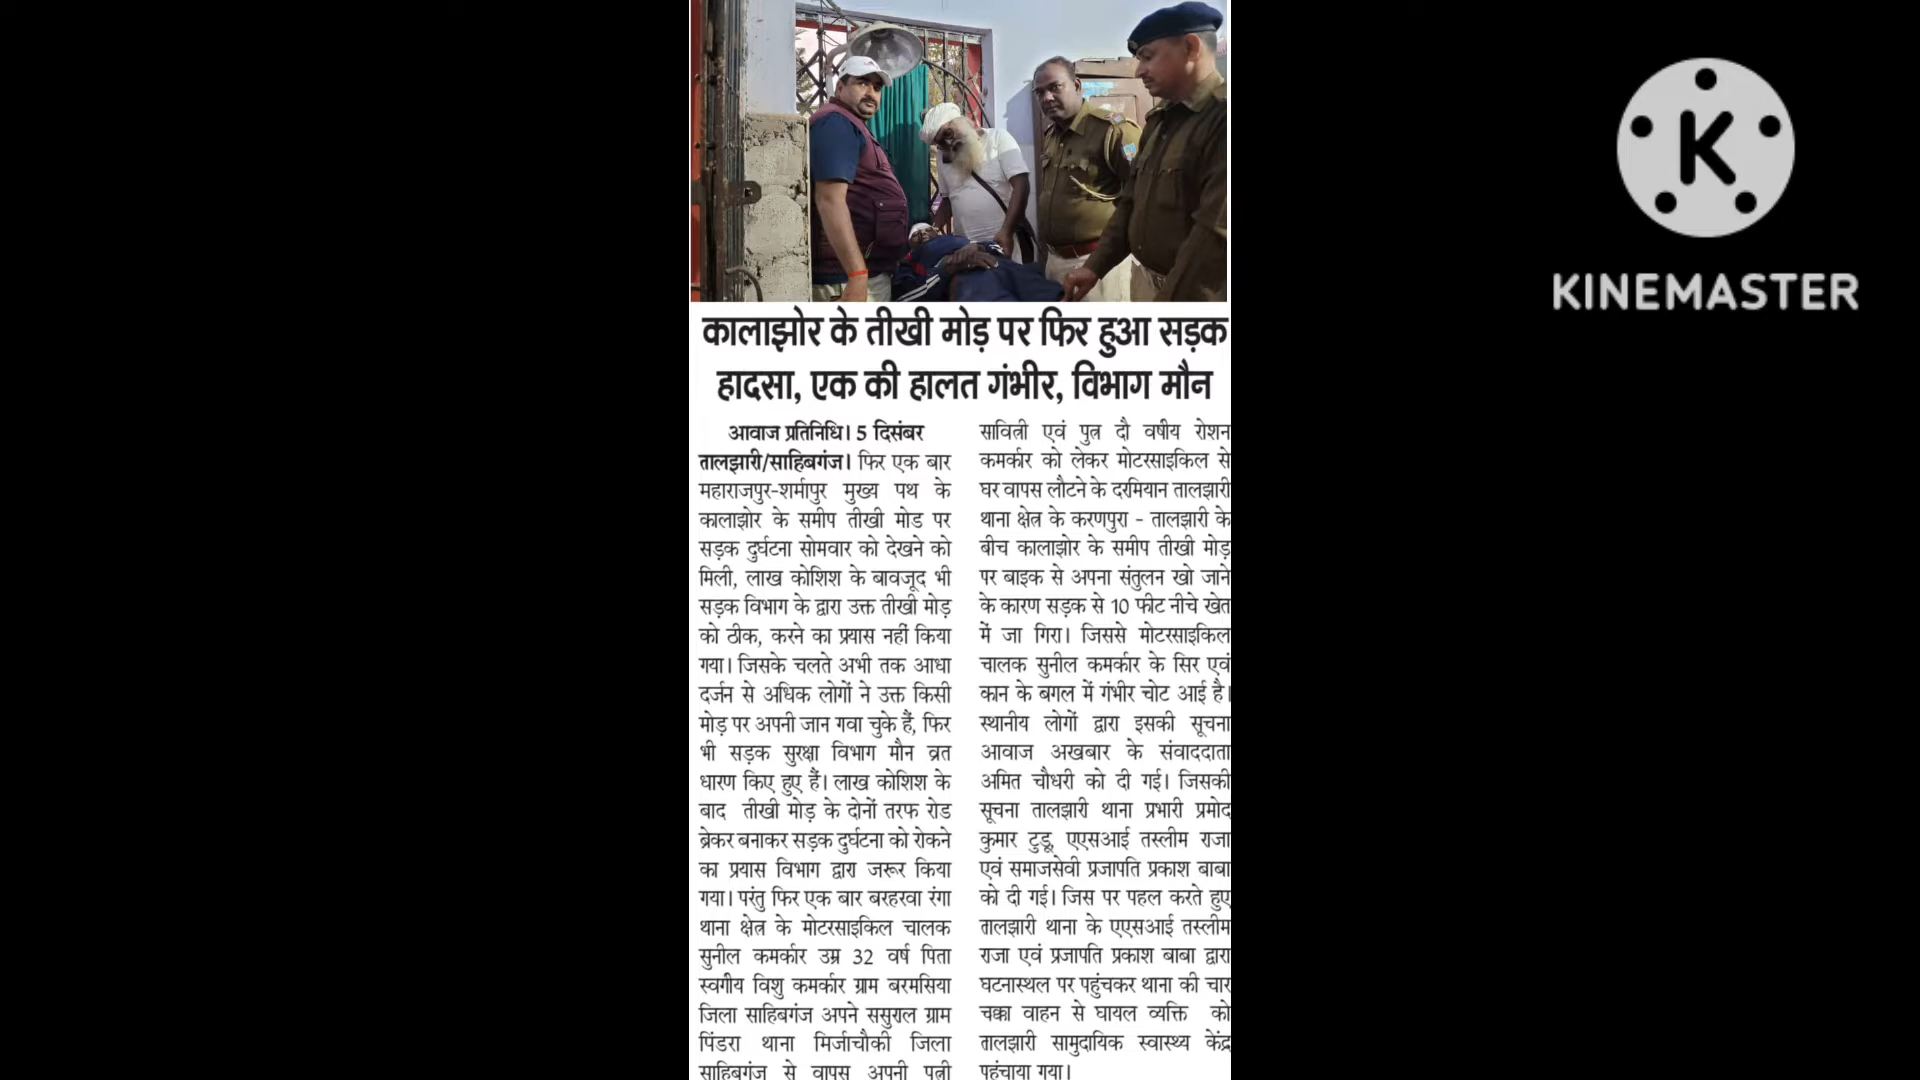 कालाझोर के तीखी मोड़ पर फिर हुआ सड़क
हादसा, एक की हालत गंभीर, विभाग मौन
आवाज प्रतिनिधि। 5 दिसंबर
तालझारी/साहिबगंज। फिर एक बार
महाराजपुर-शर्मापुर मुख्य पथ के
कालाझोर के समीप तीखी मोड पर
सड़क दुर्घटना सोमवार को देखने को
मिली, लाख कोशिश के बावजूद भी
सड़क विभाग के द्वारा उक्त तीखी मोड़
को ठीक, करने का प्रयास नहीं किया
गया। जिसके चलते अभी तक आधा
दर्जन से अधिक लोगों ने उक्त किसी
मोड़ पर अपनी जान गवा चुके हैं, फिर
भी सड़क सुरक्षा विभाग मौन व्रत
धारण किए हुए हैं। लाख कोशिश के
बाद तीखी मोड़ के दोनों तरफ रोड
ब्रेकर बनाकर सड़क दुर्घटना को रोकने
का प्रयास विभाग द्वारा जरूर किया
गया। परंतु फिर एक बार बरहरवा रंगा
थाना क्षेत्र के मोटरसाइकिल चालक
सुनील कमर्कार उम्र 32 वर्ष पिता
स्वर्गीय विशु कमर्कार ग्राम बरमसिया
जिला साहिबगंज अपने ससुराल ग्राम
पिंडरा थाना मिर्जाचौकी जिला
साहिबगंज से वापस अपनी पत्नी
सावित्री एवं पुत्र दौ वर्षीय रोशन
कमर्कार को लेकर मोटरसाइकिल से
घर वापस लौटने के दरमियान तालझारी
थाना क्षेत्र के करणपुरा - तालझारी के
बीच कालाझोर के समीप तीखी मोड़
पर बाइक से अपना संतुलन खो जाने
के कारण सड़क से 10 फीट नीचे खेत
में जा गिरा। जिससे मोटरसाइकिल
चालक सुनील कमर्कार के सिर एवं
कान के बगल में गंभीर चोट आई है।
स्थानीय लोगों द्वारा इसकी सूचना
आवाज अखबार के संवाददाता
अमित चौधरी को दी गई। जिसकी
सूचना तालझारी थाना प्रभारी प्रमोद
कुमार टुडू, एएसआई तस्लीम राजा
एवं समाजसेवी प्रजापति प्रकाश बाबा
को दी गई। जिस पर पहल करते हुए
तालझारी थाना के एएसआई तस्लीम
राजा एवं प्रजापति प्रकाश बाबा द्वारा
घटनास्थल पर पहुंचकर थाना की चार
चक्का वाहन से घायल व्यक्ति को
तालझारी सामुदायिक स्वास्थ्य केंद्र
पहुंचाया गया।
K
KINEMASTER